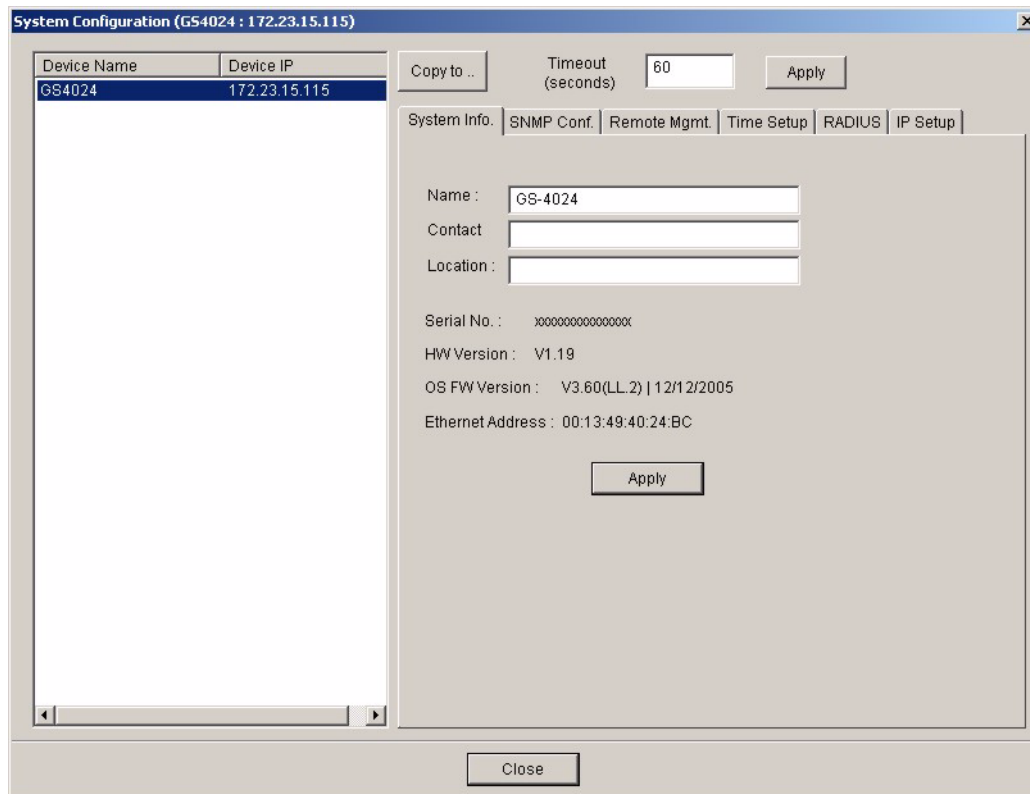 System Configuration (GS4024 : 172.23.15.115)
Device Name Device IP
GS4024 172.23.15.115
Copy to ..
Timeout
(seconds)
60
Apply
System Info. SNMP Conf. Remote Mgmt. Time Setup RADIUS IP Setup
Name : GS-4024
Contact
Location :
Serial No. : xxxxxxxxxxxxxxx
HW Version : V1.19
OS FW Version : V3.60(LL.2) | 12/12/2005
Ethernet Address : 00:13:49:40:24:BC
Apply
Close